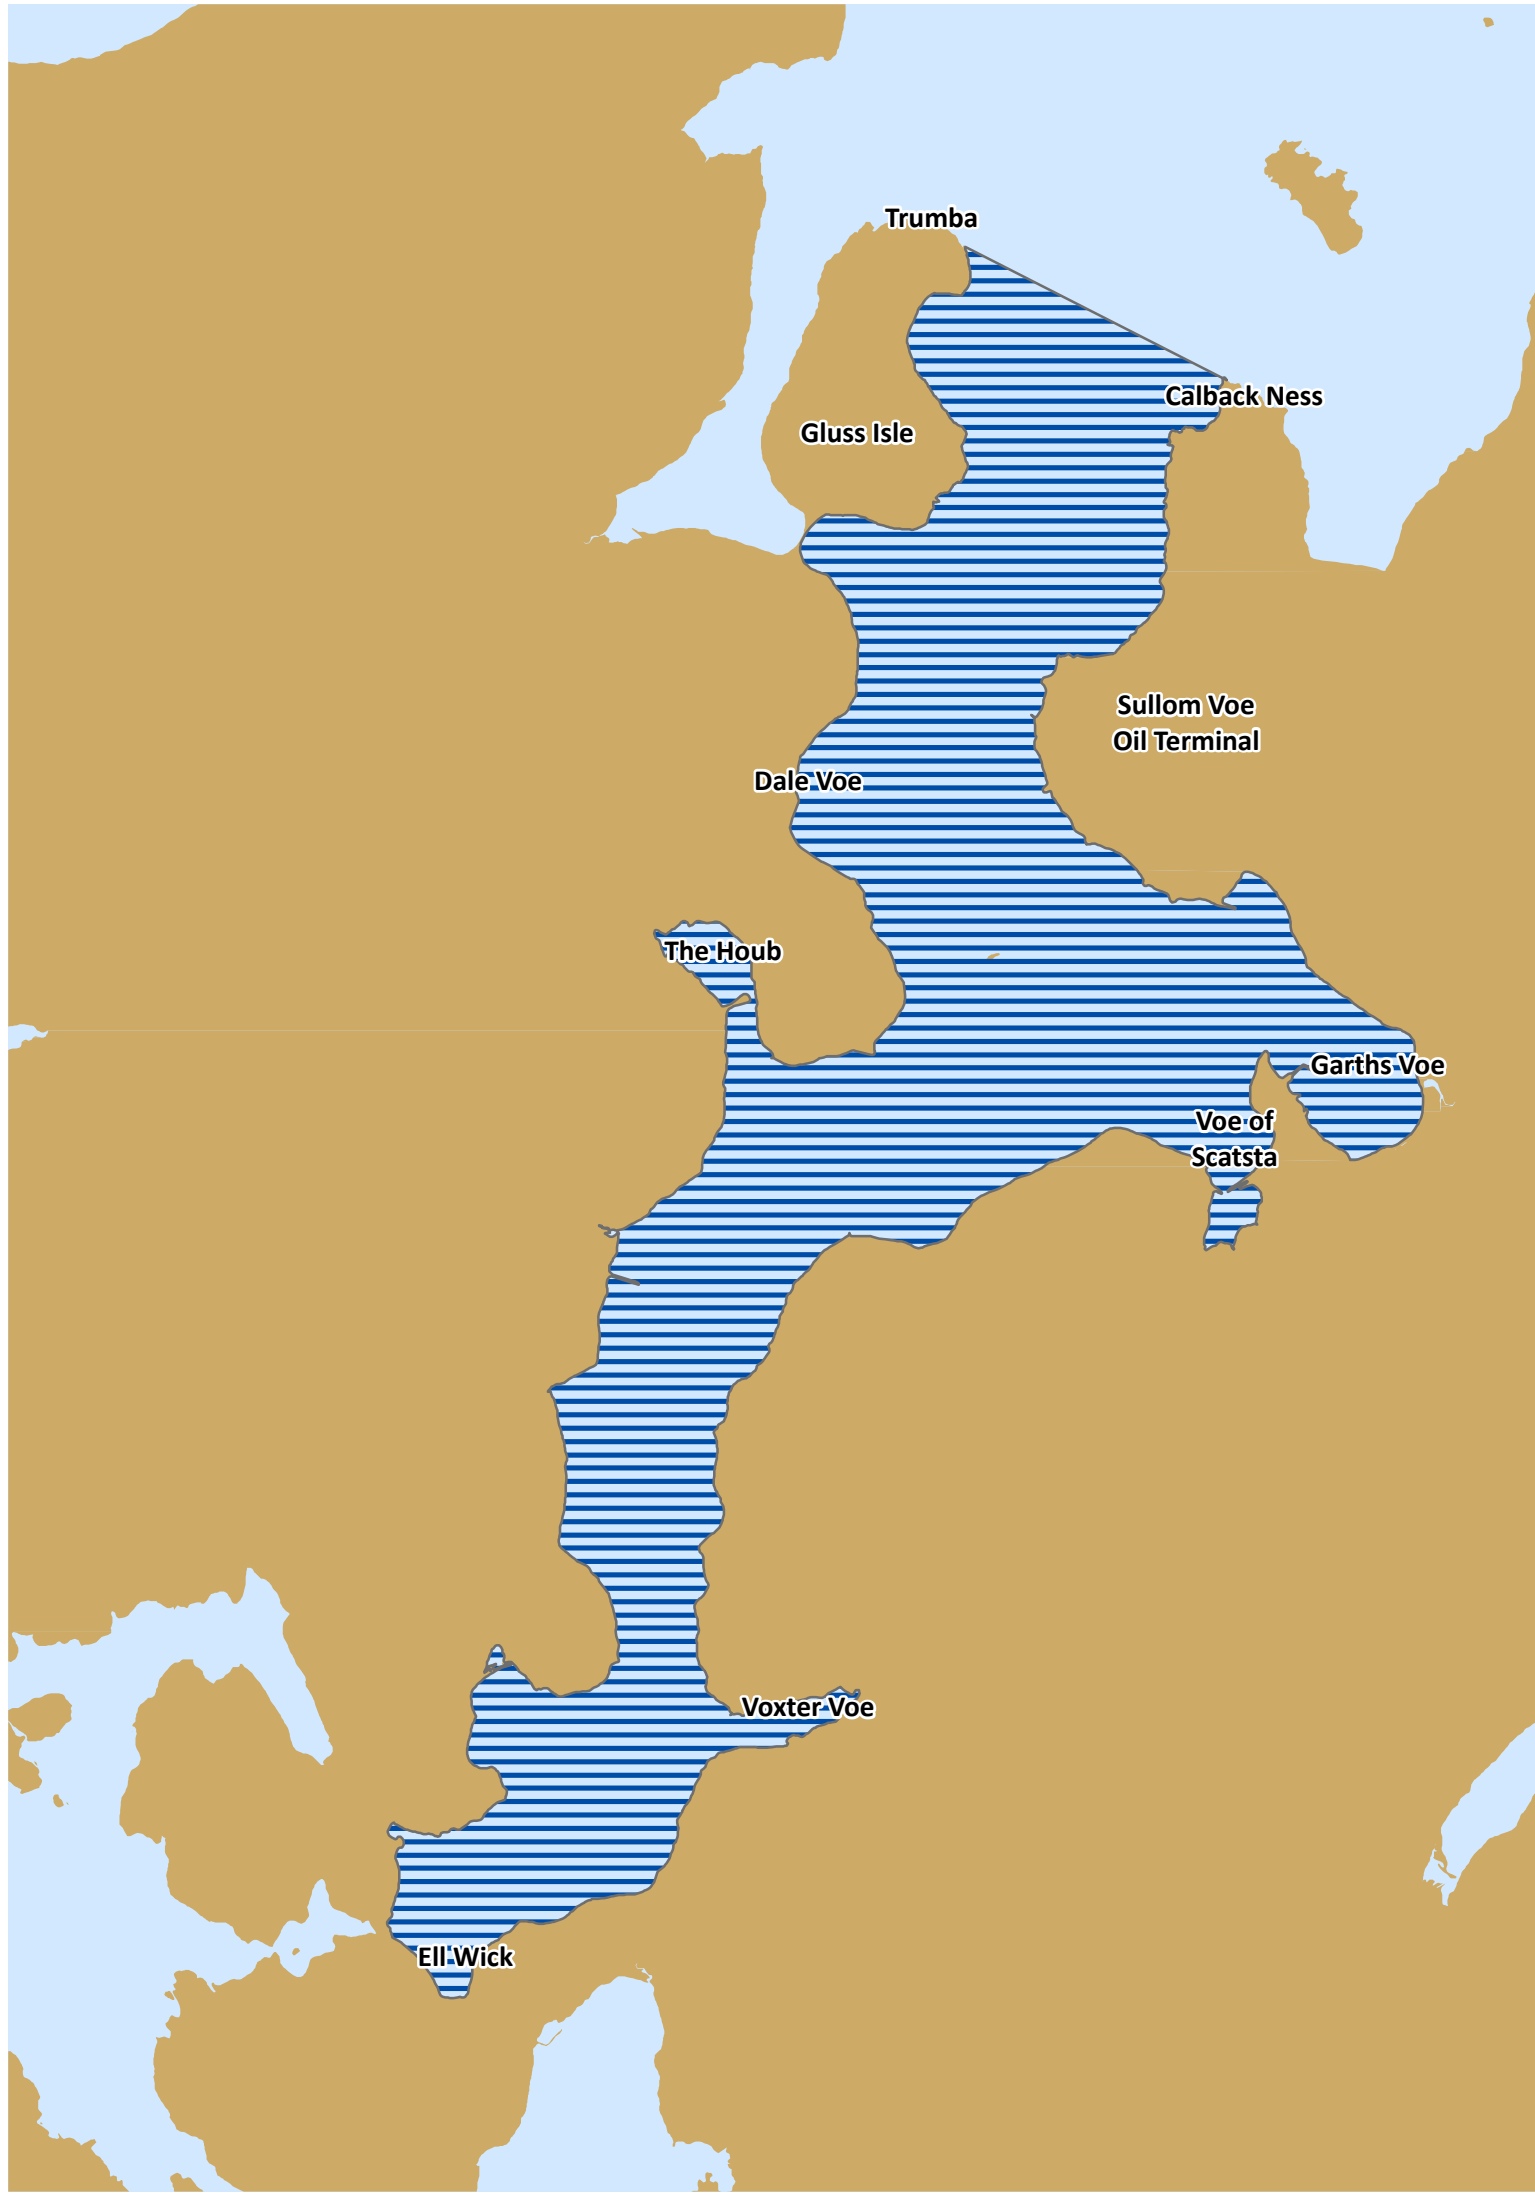 Trumba
Calback Ness
Gluss Isle
Sullom Voe
Oil Terminal
Dale Voe
The Houb
Garths Voe
Voe of
Scatsta
Voxter Voe
Ell Wick